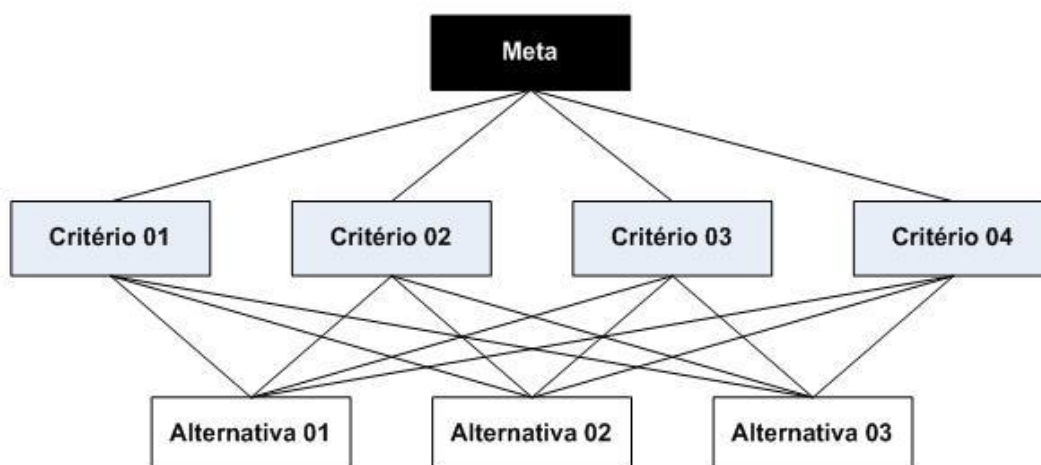 Meta
Critério 01
Critério 02
Critério 03
Critério 04
Alternativa 01
Alternativa 02
Alternativa 03